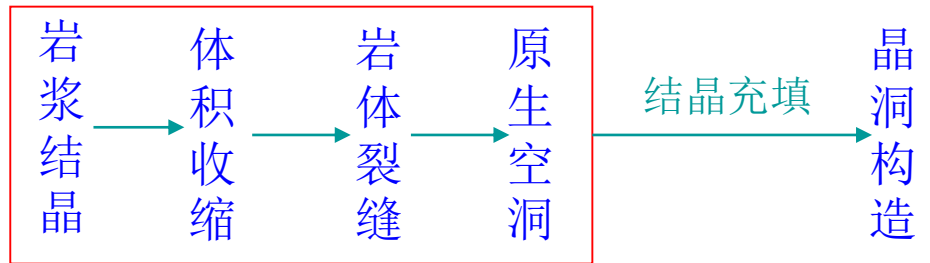 岩浆结晶
体积收缩
岩体裂缝
原生空洞
结晶充填
晶洞构造